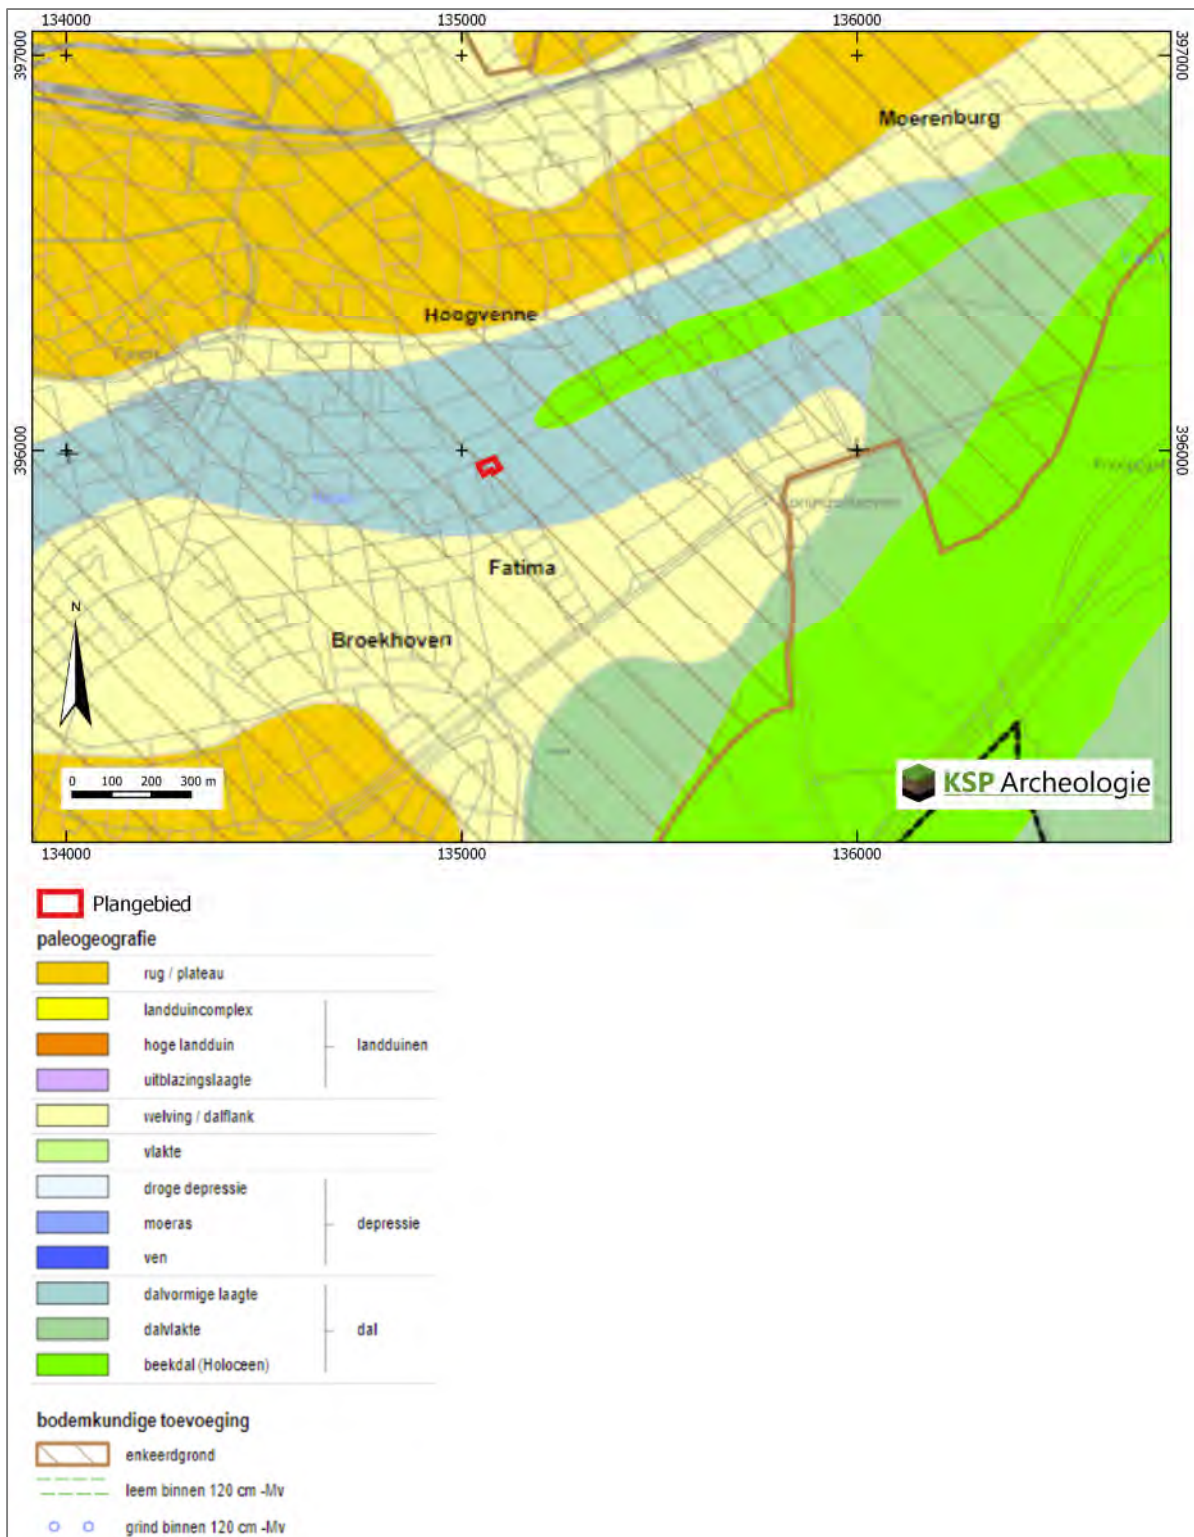 134000 135000 136000
397000 397000
Moerenburg
Hoogvenne
396000 396000
Fatima
Broekhoven
N
0 100 200 300 m
KSP Archeologie
134000 135000 136000
Plangebied
paleogeografie
rug / plateau
landduincomplex
hoge landduin landduinen
uitblazingslaagte
welving / dalflank
vlakte
droge depressie
moeras depressie
ven
dalvormige laagte
dalvlakte dal
beekdal (Holoceen)
bodemkundige toevoeging
enkeerdgrond
leem binnen 120 cm -Mv
grind binnen 120 cm -Mv